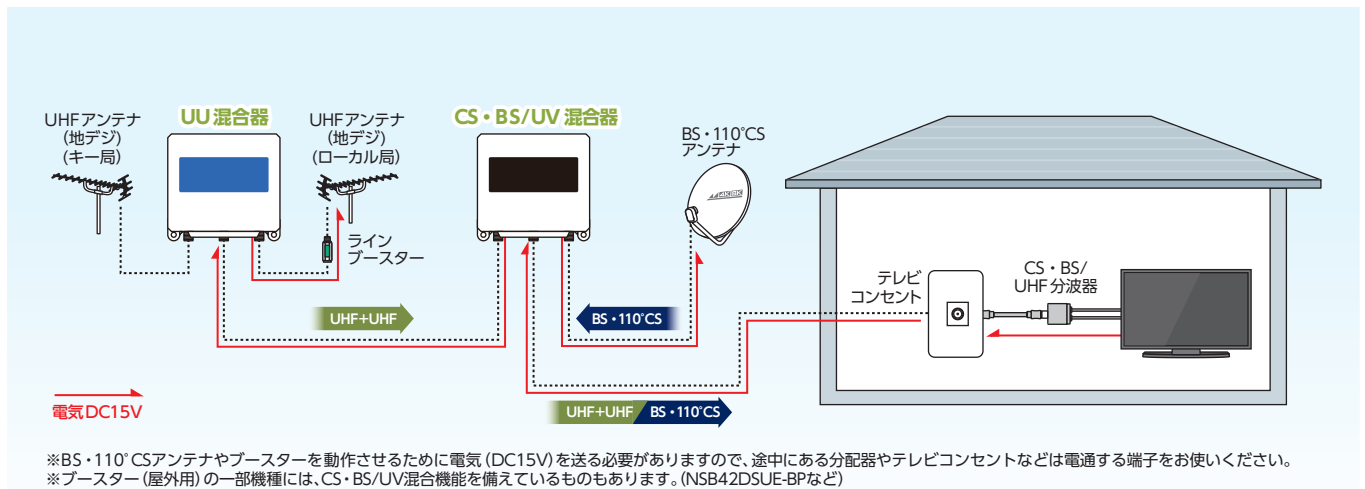 UHFアンテナ
(地デジ)
(キー局)
UU混合器
UHFアンテナ
(地デジ)
(ローカル局)
ライン
ブースター
CS・BS/UV 混合器
BS・110°CS
アンテナ
UHF+UHF
BS・110°CS
テレビ
コンセント
CS・BS/
UHF分波器
電気DC15V
UHF+UHF BS・110°CS
※BS・110°CSアンテナやブースターを動作させるために電気(DC15V)を送る必要がありますので、途中にある分配器やテレビコンセントなどは電通する端子をお使いください。
※ブースター(屋外用)の一部機種には、CS・BS/UV混合機能を備えているものもあります。(NSB42DSUE-BPなど)